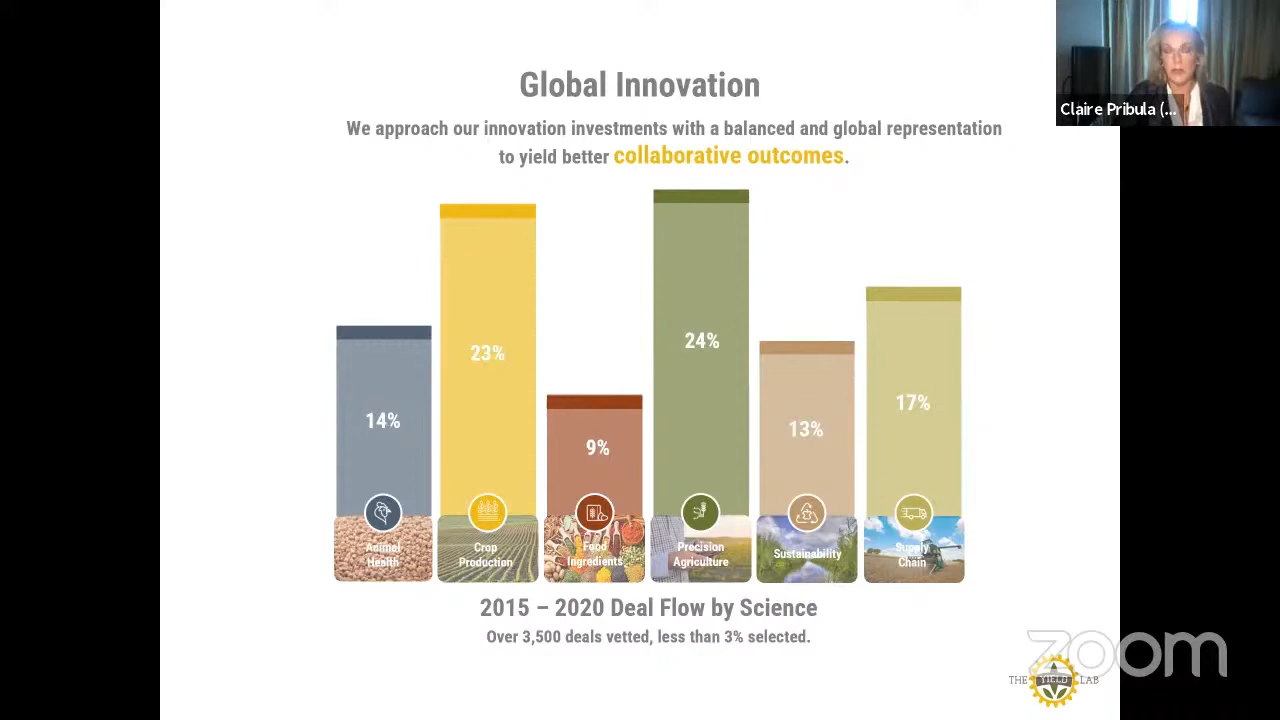 Global Innovation
We approach our innovation investments with a balanced and global representation
to yield better collaborative outcomes.
Claire Pribula (...
14%
23%
9%
24%
13%
17%
Animal
Health
Crop
Production
Food
Ingredients
Precision
Agriculture
Sustainability
Supply
Chain
2015 – 2020 Deal Flow by Science
Over 3,500 deals vetted, less than 3% selected.
zoom
THE YIELD LAB